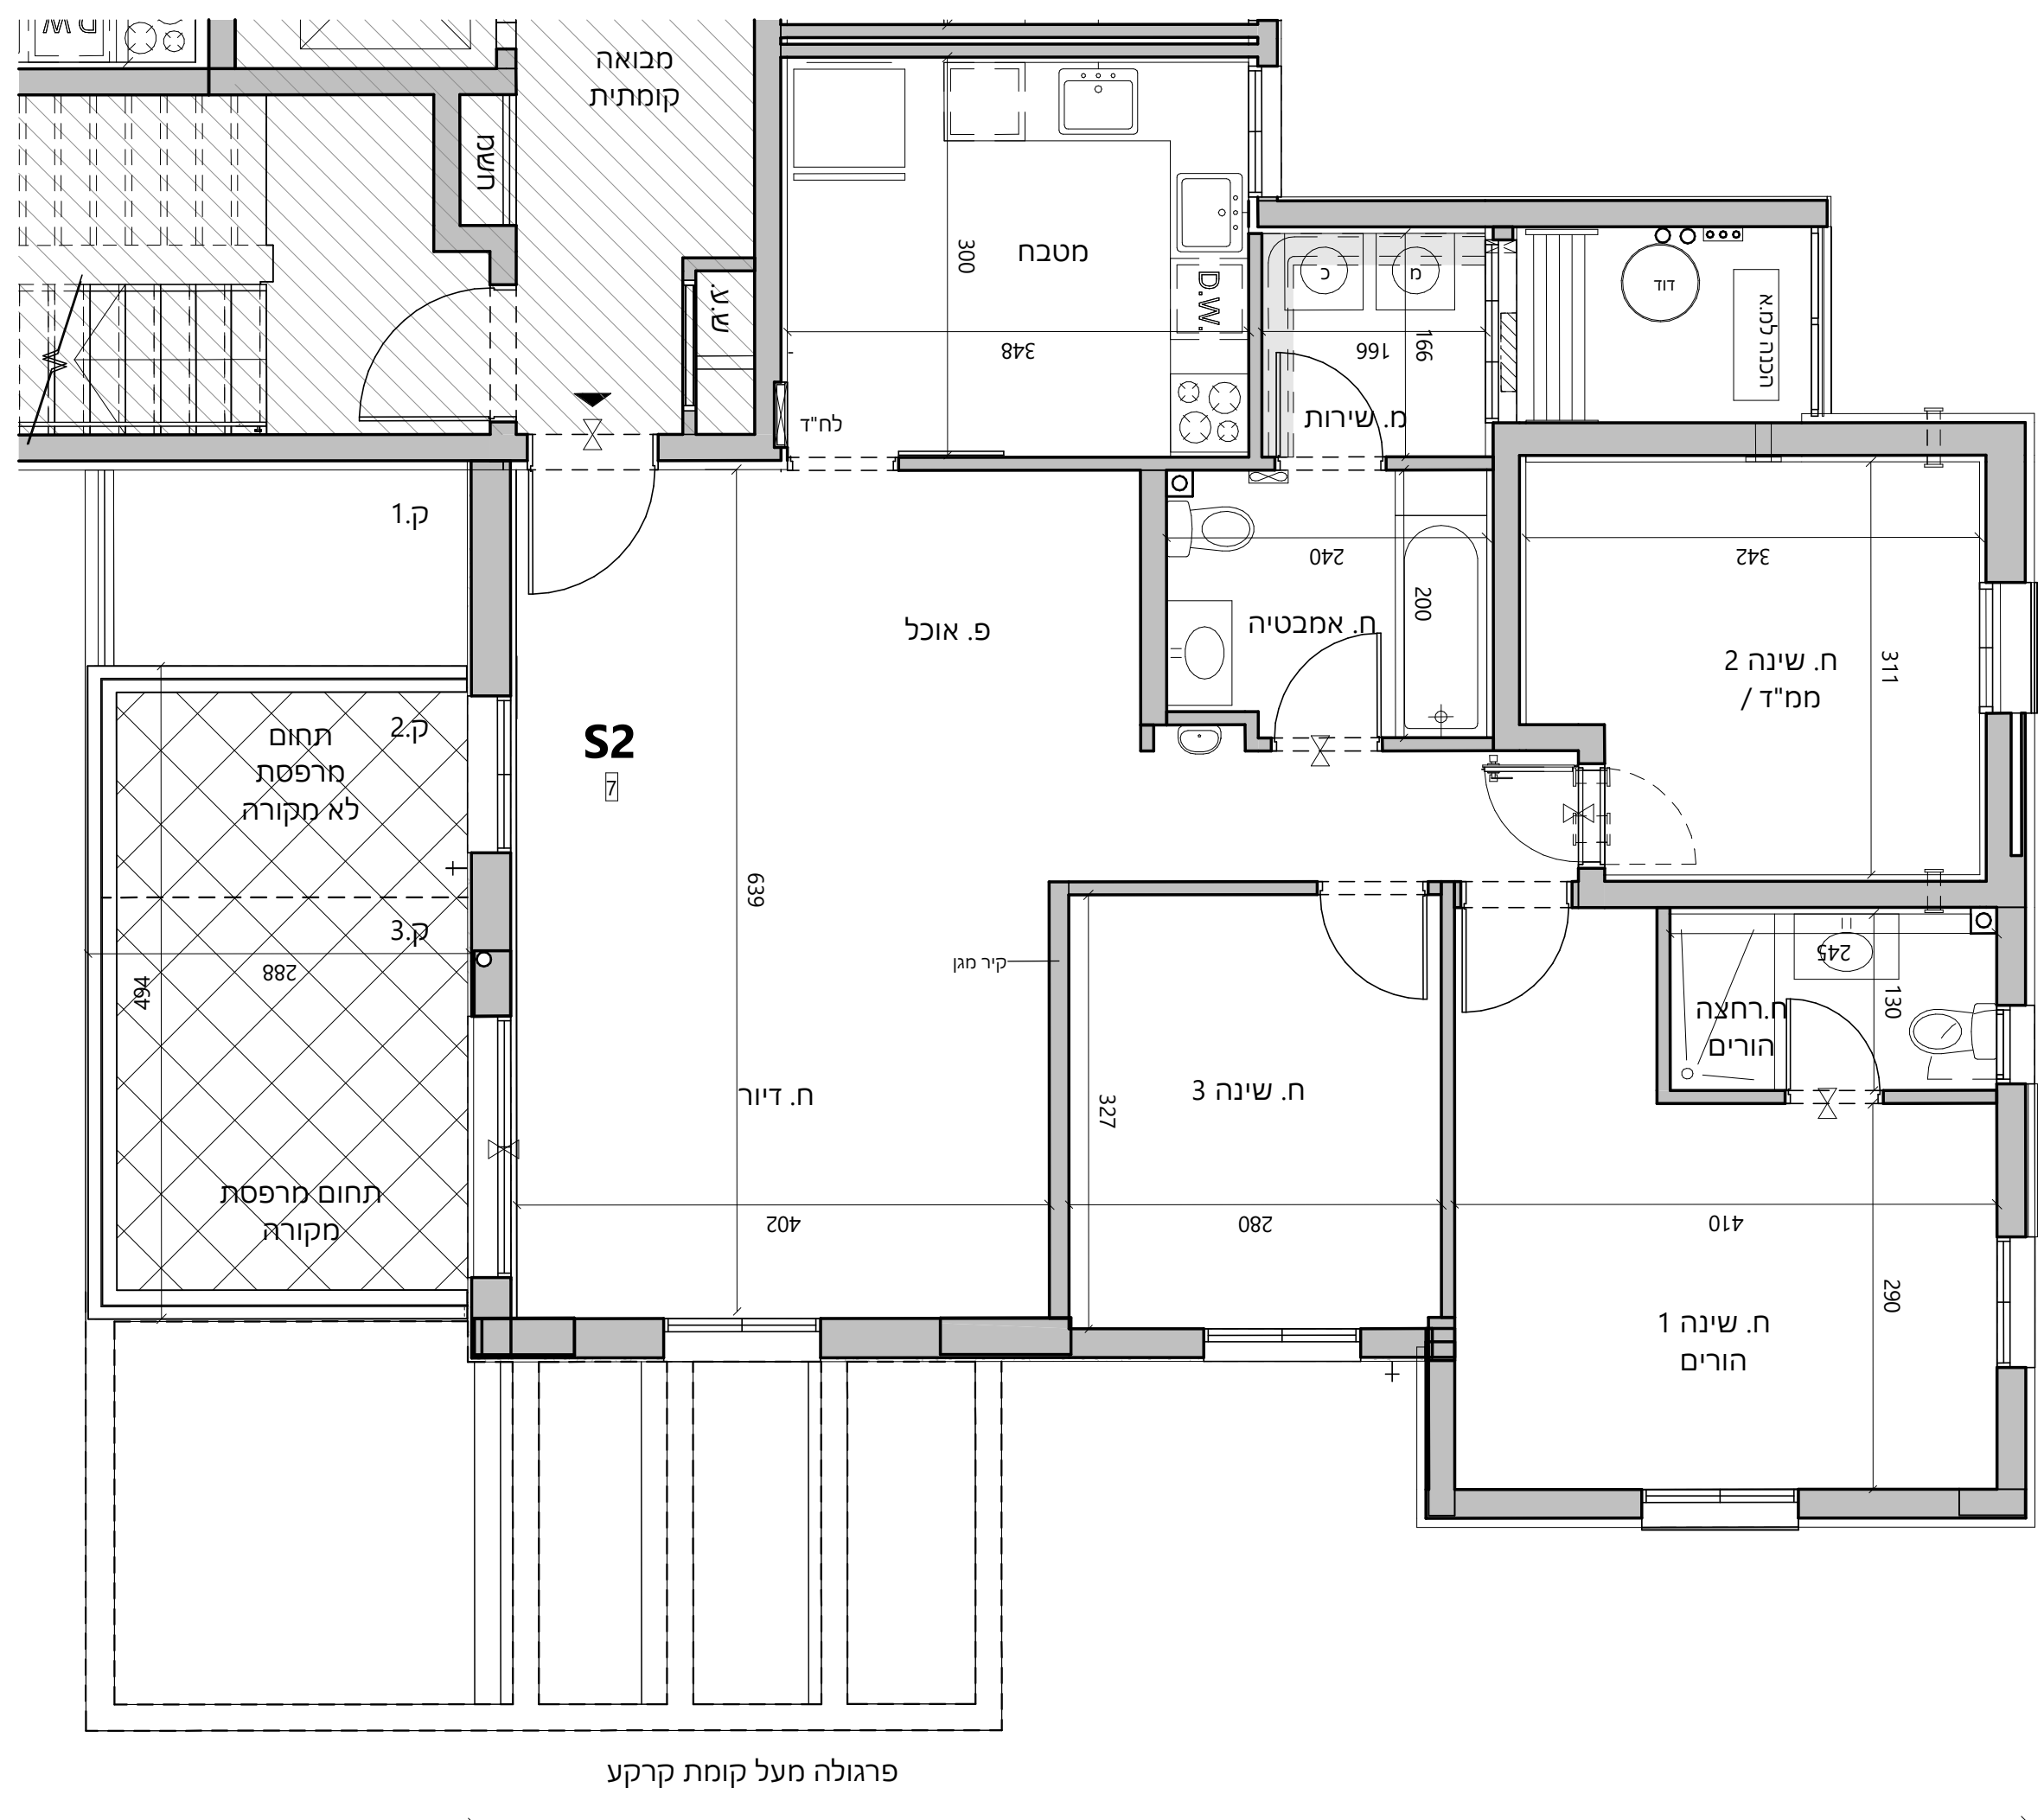 D.W
מבואה
קומתית
חשמ
ש.ע.
מטבח
300
348
D.W.
לח"ד
כ
מ
166
166
מ. שירות
דוד
הכנה למ.א
ק.1
פ. אוכל
240
200
ח. אמבטיה
342
311
ח. שינה 2
ממ"ד /
S2
7
ק.2
תחום
מרפסת
לא מקורה
ק.3
288
494
639
קיר מגן
245
130
ח.רחצה
הורים
ח. דיור
ח. שינה 3
327
תחום מרפסת
מקורה
402
280
410
290
ח. שינה 1
הורים
פרגולה מעל קומת קרקע